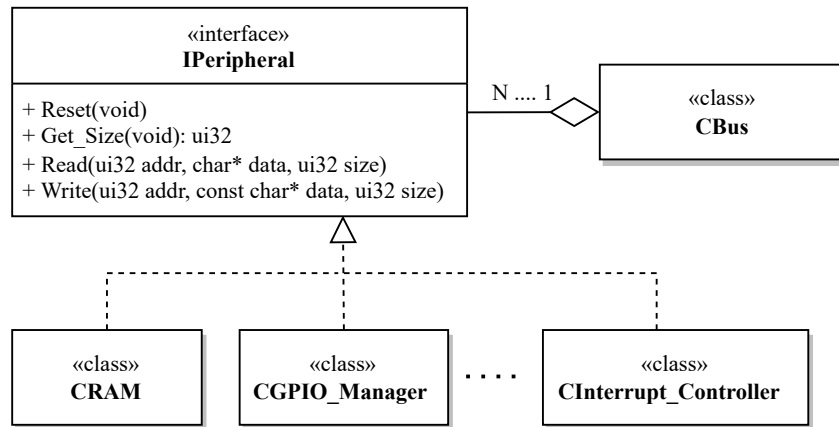 «interface»
IPeripheral
+ Reset(void)
+ Get_Size(void): ui32
+ Read(ui32 addr, char* data, ui32 size)
+ Write(ui32 addr, const char* data, ui32 size)
N .... 1
«class»
CBus
«class»
CRAM
«class»
CGPIO_Manager
. . . .
«class»
CInterrupt_Controller